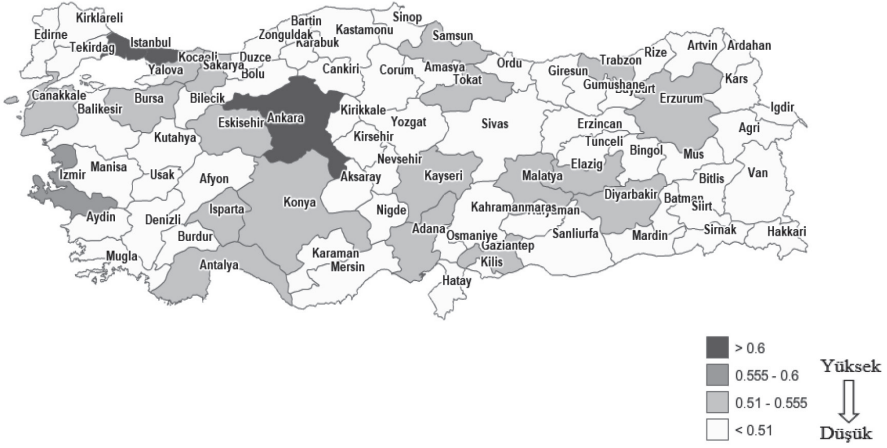 Kirklareli
Edirne
Tekirdag
Istanbul
Kocaeli
Yalova
Sakarya
Duzce
Bolu
Zonguldak
Bartin
Karabuk
Kastamonu
Sinop
Cankiri
Corum
Samsun
Amasya
Tokat
Ordu
Giresun
Trabzon
Gumushane
Rize
Artvin
Ardahan
Kars
Igdir
Agri
Erzurum
Erzincan
Tunceli
Bingol
Mus
Bitlis
Van
Canakkale
Balikesir
Bursa
Bilecik
Kutahya
Eskisehir
Ankara
Kirikkale
Kirsehir
Yozgat
Sivas
Nevsehir
Aksaray
Kayseri
Malatya
Elazig
Diyarbakir
Batman
Siirt
Sirnak
Hakkari
Mardin
Sanliurfa
Kahramanmaras
Izmir
Manisa
Usak
Afyon
Aydin
Denizli
Isparta
Burdur
Mugla
Antalya
Konya
Karaman
Mersin
Nigde
Adana
Osmaniye
Gaziantep
Kilis
Hatay
> 0.6
0.555 - 0.6
0.51 - 0.555
< 0.51
Yüksek
Düşük